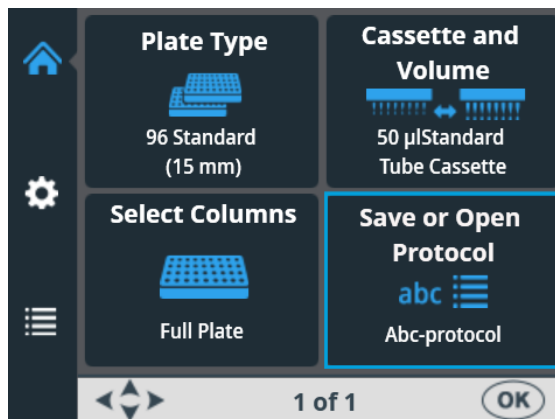 Plate Type
96 Standard
(15 mm)
Cassette and
Volume
50 µlStandard
Tube Cassette
Select Columns
Full Plate
Save or Open
Protocol
abc
Abc-protocol
1 of 1
OK